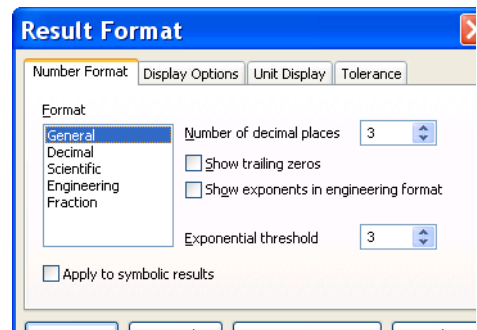 Result Format
Number Format Display Options Unit Display Tolerance
Format
General
Decimal
Scientific
Engineering
Fraction
Number of decimal places 3
Show trailing zeros
Show exponents in engineering format
Exponential threshold 3
Apply to symbolic results